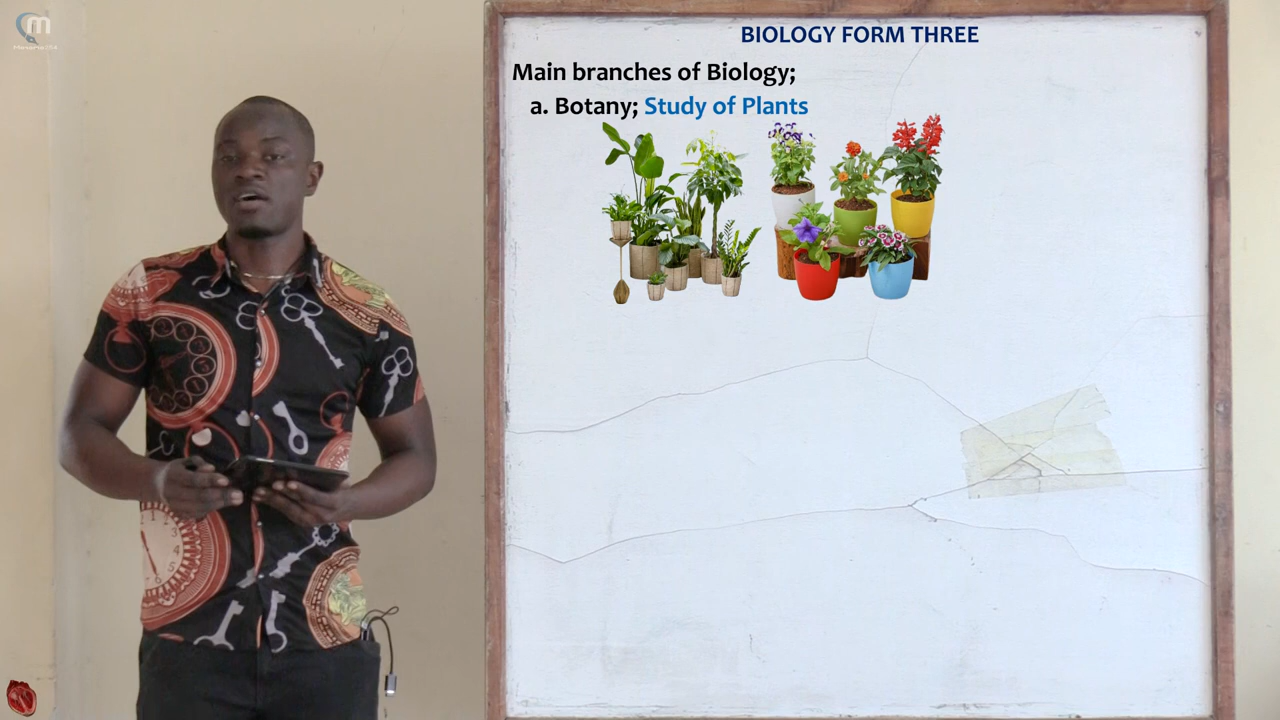 BIOLOGY FORM THREE
Main branches of Biology;
a. Botany; Study of Plants